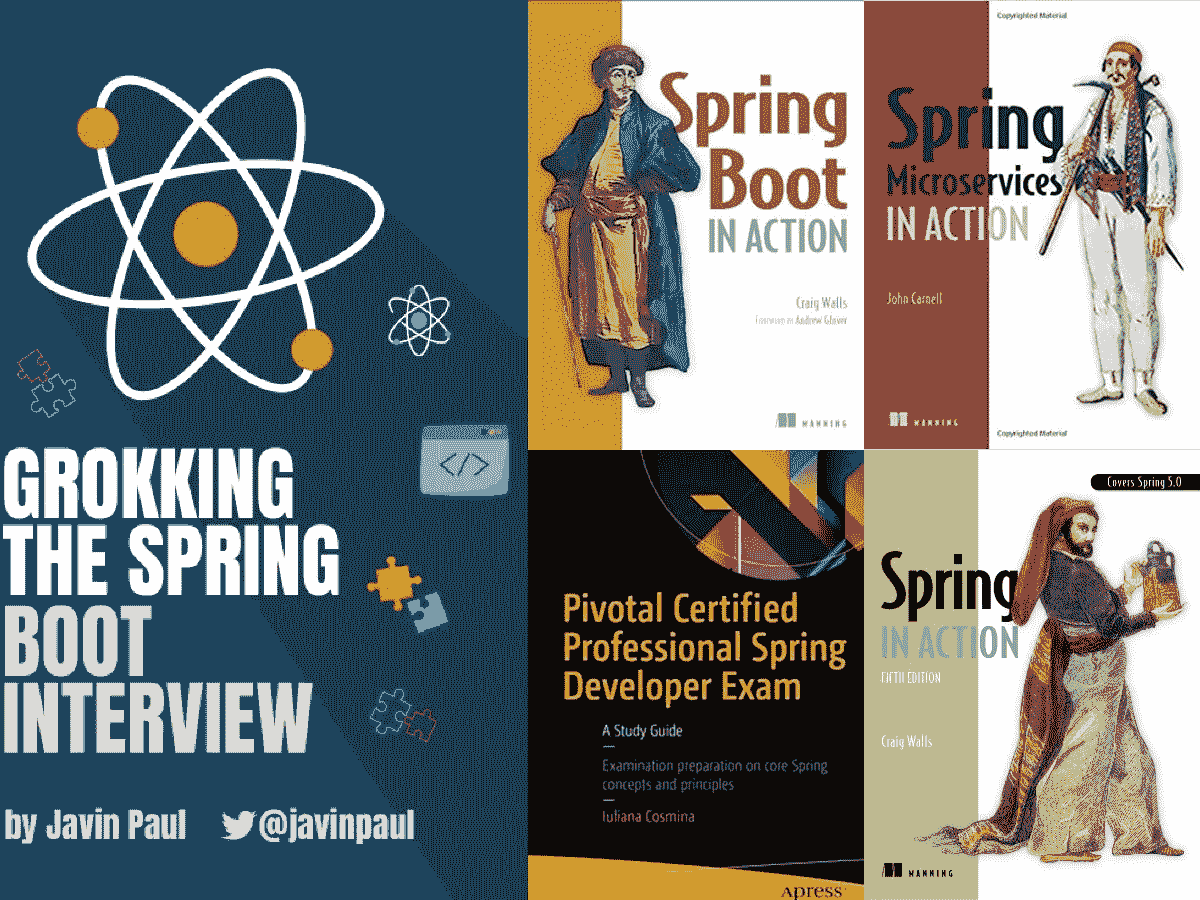 GROKKING
THE SPRING
BOOT
INTERVIEW
by Javin Paul @javinpaul
</>
Spring
Boot
IN ACTION
Craig Walls
FOREWORD BY Andrew Glover
MANNING
Copyrighted Material
Spring
Microservices
IN ACTION
John Carnell
MANNING
Copyrighted Material
Pivotal Certified
Professional Spring
Developer Exam
A Study Guide
Examination preparation on core Spring
concepts and principles
Iuliana Cosmina
Apress
Covers Spring 5.0
Spring
IN ACTION
FIFTH EDITION
Craig Walls
MANNING